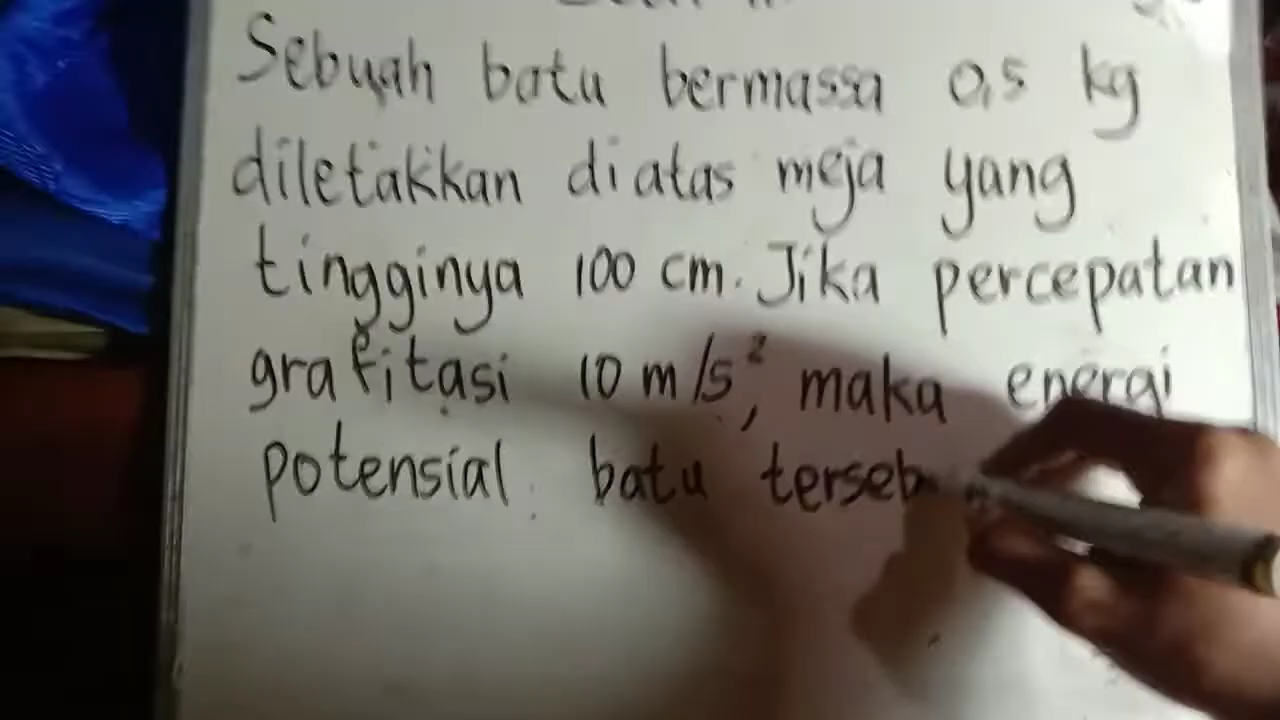 Sebuah batu bermassa 0,5 kg
diletakkan diatas meja yang
tingginya 100 cm. Jika percepatan
grafitasi 10 m/s², maka energi
potensial batu